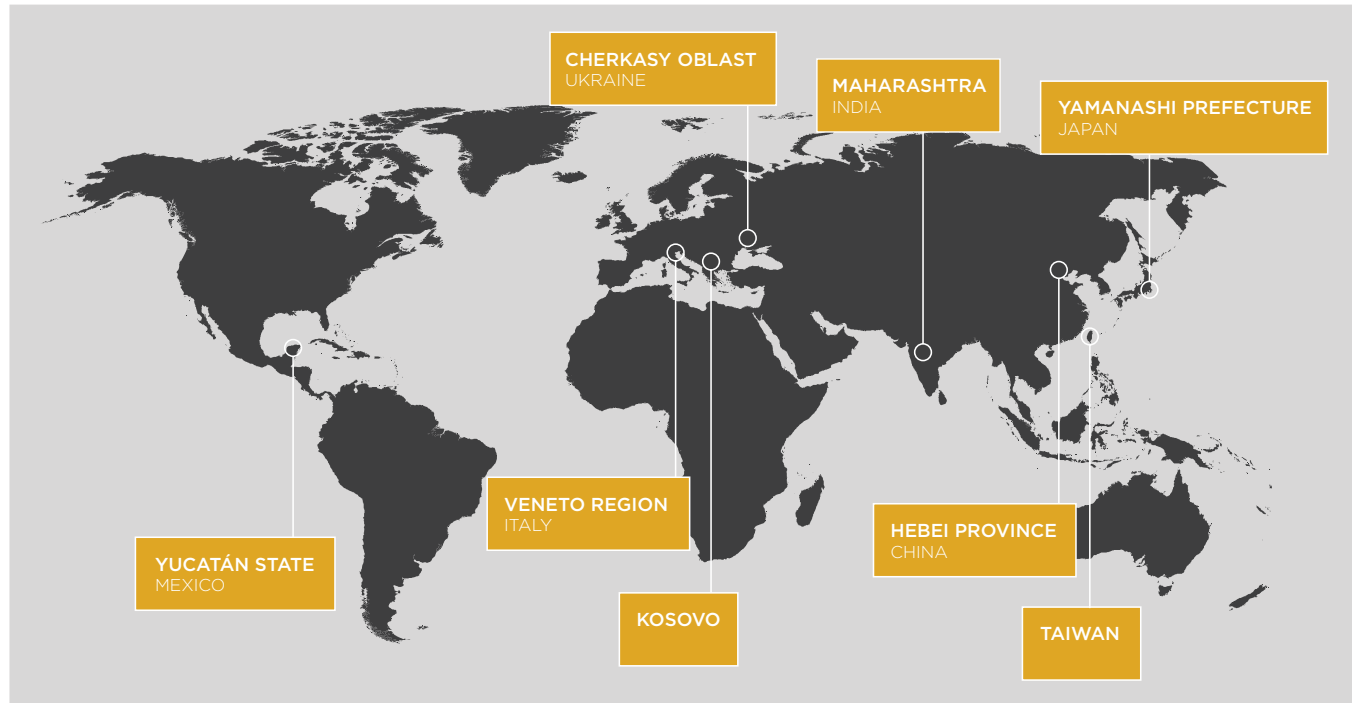 CHERKASY OBLAST
UKRAINE
MAHARASHTRA
INDIA
YAMANASHI PREFECTURE
JAPAN
VENETO REGION
ITALY
HEBEI PROVINCE
CHINA
YUCATÁN STATE
MEXICO
KOSOVO
TAIWAN